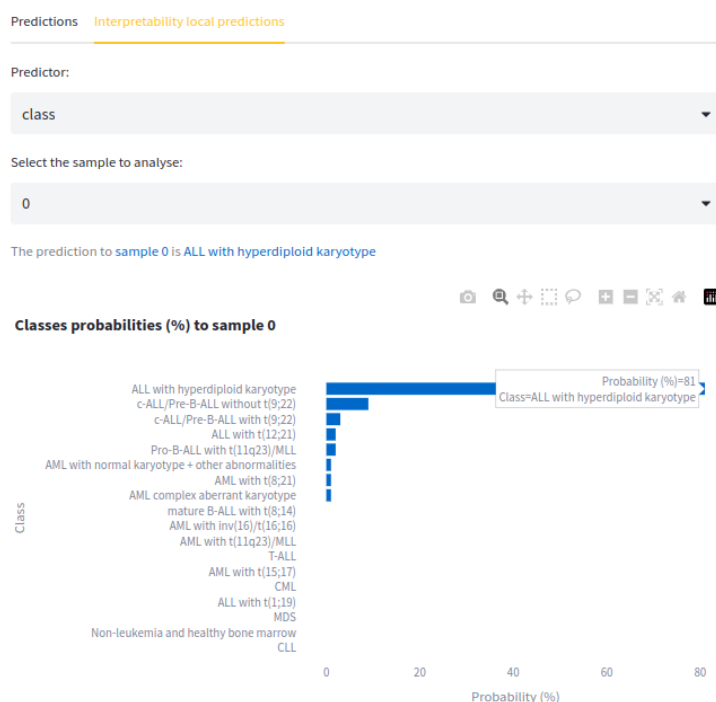 Predictions Interpretability local predictions
Predictor:
class
Select the sample to analyse:
0
The prediction to sample 0 is ALL with hyperdiploid karyotype
Classes probabilities (%) to sample 0
Probability (%)=81
Class=ALL with hyperdiploid karyotype
ALL with hyperdiploid karyotype
c-ALL/Pre-B-ALL without t(9;22)
c-ALL/Pre-B-ALL with t(9;22)
ALL with t(12;21)
Pro-B-ALL with t(11q23)/MLL
AML with normal karyotype + other abnormalities
AML with t(8;21)
AML complex aberrant karyotype
mature B-ALL with t(8;14)
AML with inv(16)/t(16;16)
AML with t(11q23)/MLL
T-ALL
AML with t(15;17)
CML
ALL with t(1;19)
MDS
Non-leukemia and healthy bone marrow
CLL
Class
0 20 40 60 80
Probability (%)